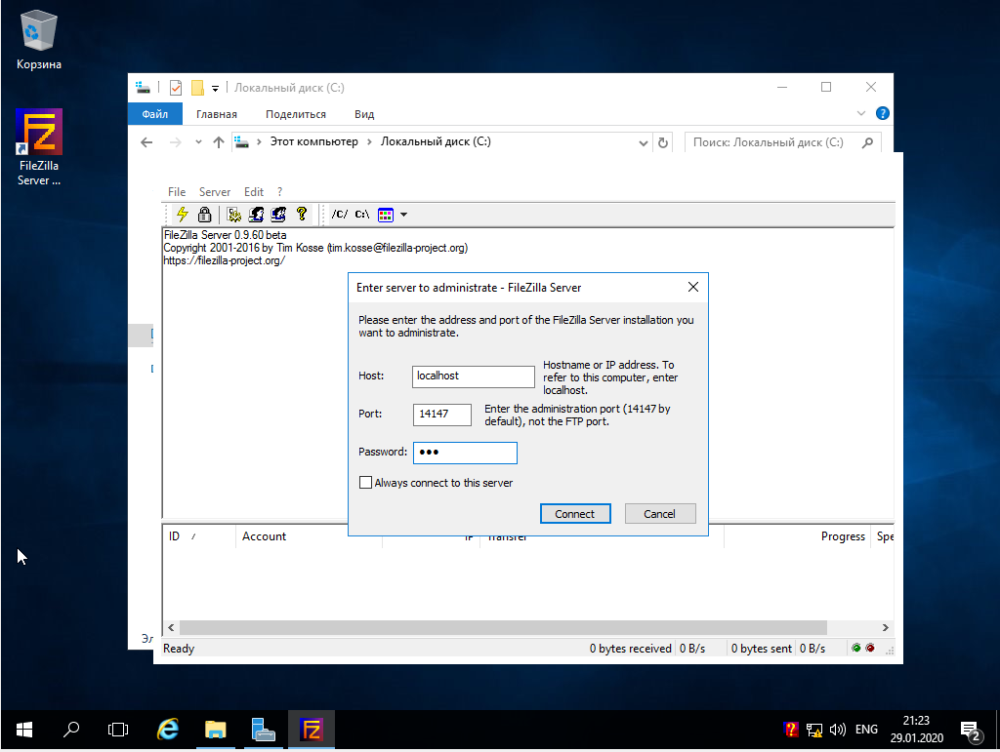 Корзина
FileZilla
Server ...
Локальный диск (C:)
Файл Главная Поделиться Вид
Этот компьютер › Локальный диск (C:)
Поиск: Локальный диск (C:)
File Server Edit ?
/C/ C:\
FileZilla Server 0.9.60 beta
Copyright 2001-2016 by Tim Kosse (tim.kosse@filezilla-project.org)
https://filezilla-project.org/
Enter server to administrate - FileZilla Server
Please enter the address and port of the FileZilla Server installation you
want to administrate.
Host: localhost
Hostname or IP address. To
refer to this computer, enter
localhost.
Port: 14147
Enter the administration port (14147 by
default), not the FTP port.
Password: •••
Always connect to this server
Connect Cancel
ID / Account IP Transfer Progress Spe
Эл
Ready 0 bytes received 0 B/s 0 bytes sent 0 B/s
ENG
21:23
29.01.2020
2